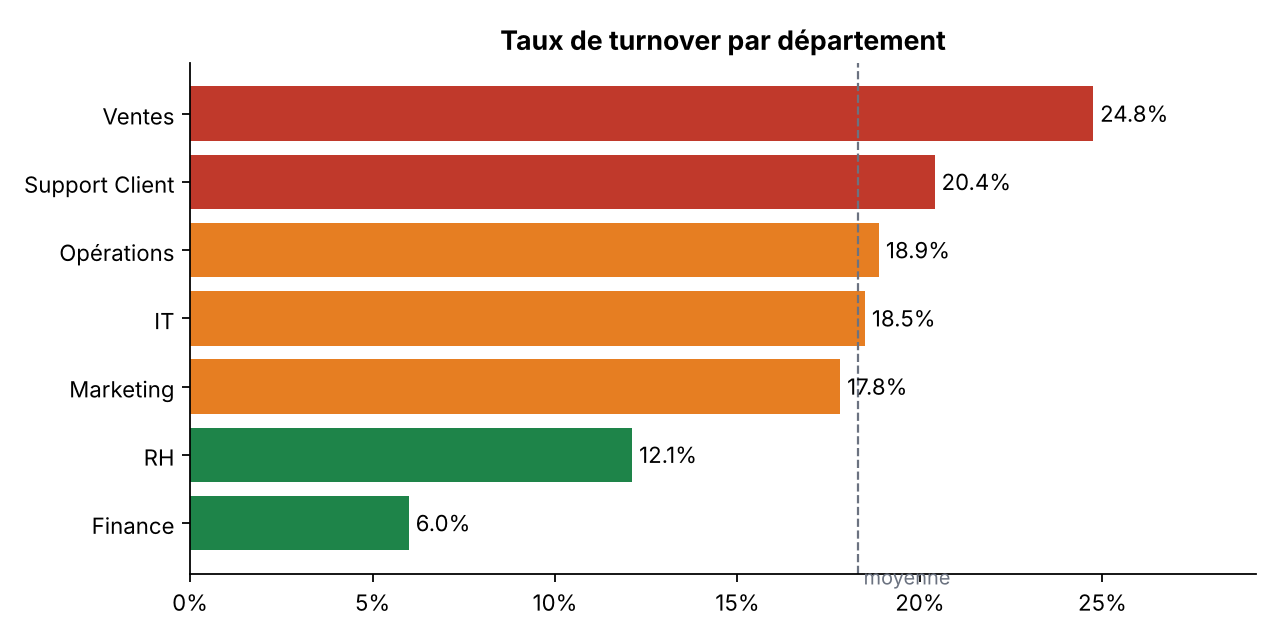 Taux de turnover par département
Ventes 24.8%
Support Client 20.4%
Opérations 18.9%
IT 18.5%
Marketing 17.8%
RH 12.1%
Finance 6.0%
moyenne
0% 5% 10% 15% 20% 25%